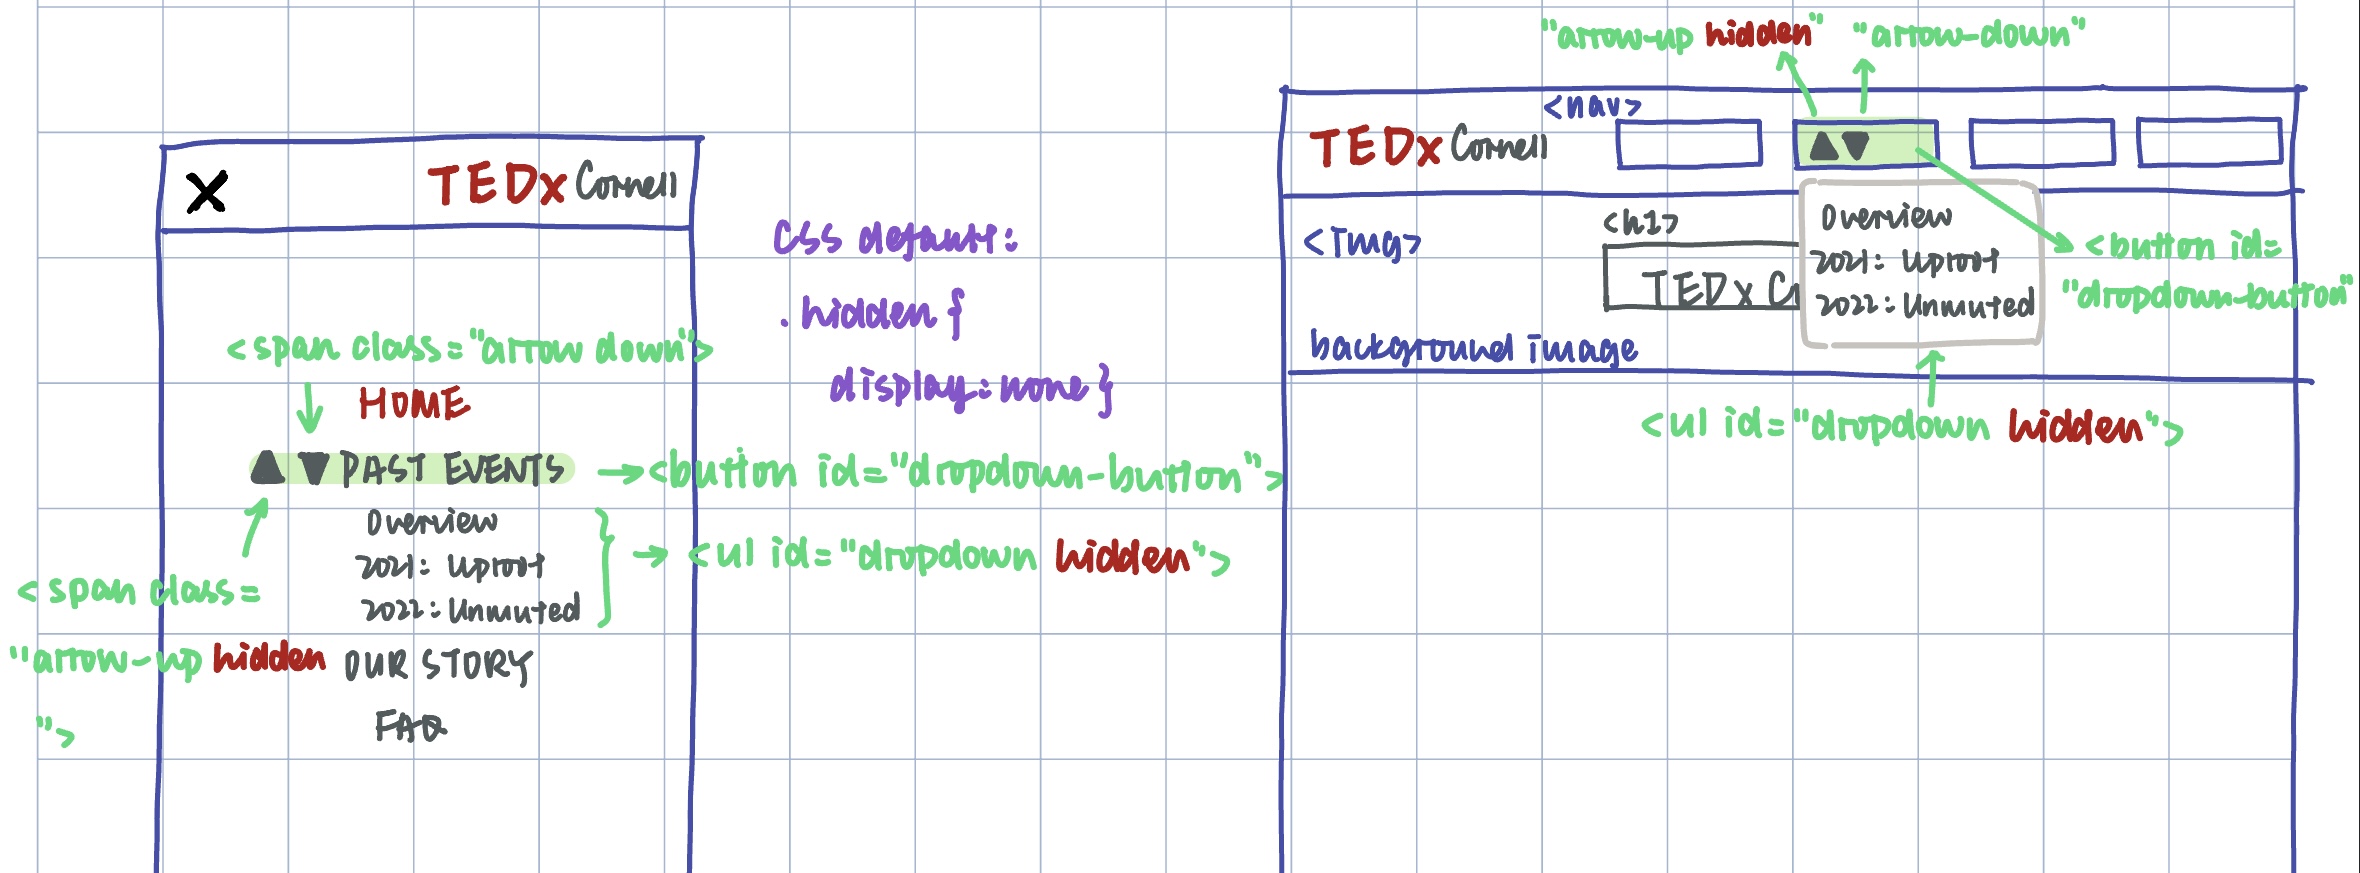 X
TEDx Cornell
<span class="arrow down">
HOME
PAST EVENTS
→<button id="dropdown-button">
Overview
2021: Uproot
2022: Unmuted
→ <ul id="dropdown hidden">
<span class=
"arrow-up hidden
">
OUR STORY
FAQ
CSS default:
.hidden {
display: none }
"arrow-up hidden" "arrow-down"
<nav>
TEDx Cornell
<img>
<h1>
TEDx C
background image
Overview
2021: Uproot
2022: Unmuted
<button id=
"dropdown-button"
<ul id="dropdown hidden">